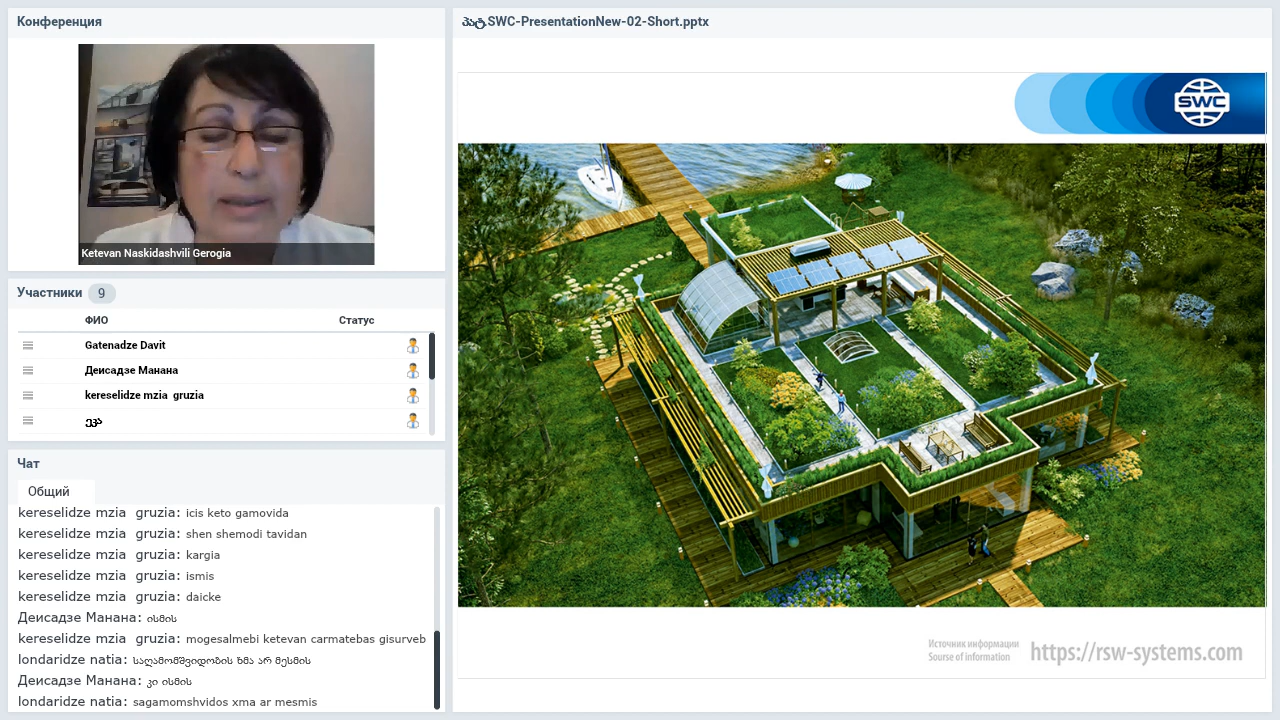 Конференция
Ketevan Naskidashvili Gerogia
Участники 9
ФИО Статус
Gatenadze Davit
Деисадзе Манана
kereselidze mzia gruzia
ევა
Чат
Общий
kereselidze mzia gruzia: icis keto gamovida
kereselidze mzia gruzia: shen shemodi tavidan
kereselidze mzia gruzia: kargia
kereselidze mzia gruzia: ismis
kereselidze mzia gruzia: daicke
Деисадзе Манана: ისმის
kereselidze mzia gruzia: mogesalmebi ketevan carmatebas gisurveb
londaridze natia: საღამომშვიდობის ხსა არ მესმის
Деисадзе Манана: კი ისმის
londaridze natia: sagamomshvidos xma ar mesmis
პატ.SWC-PresentationNew-02-Short.pptx
SWC
Источник информации
Sourse of information
https://rsw-systems.com